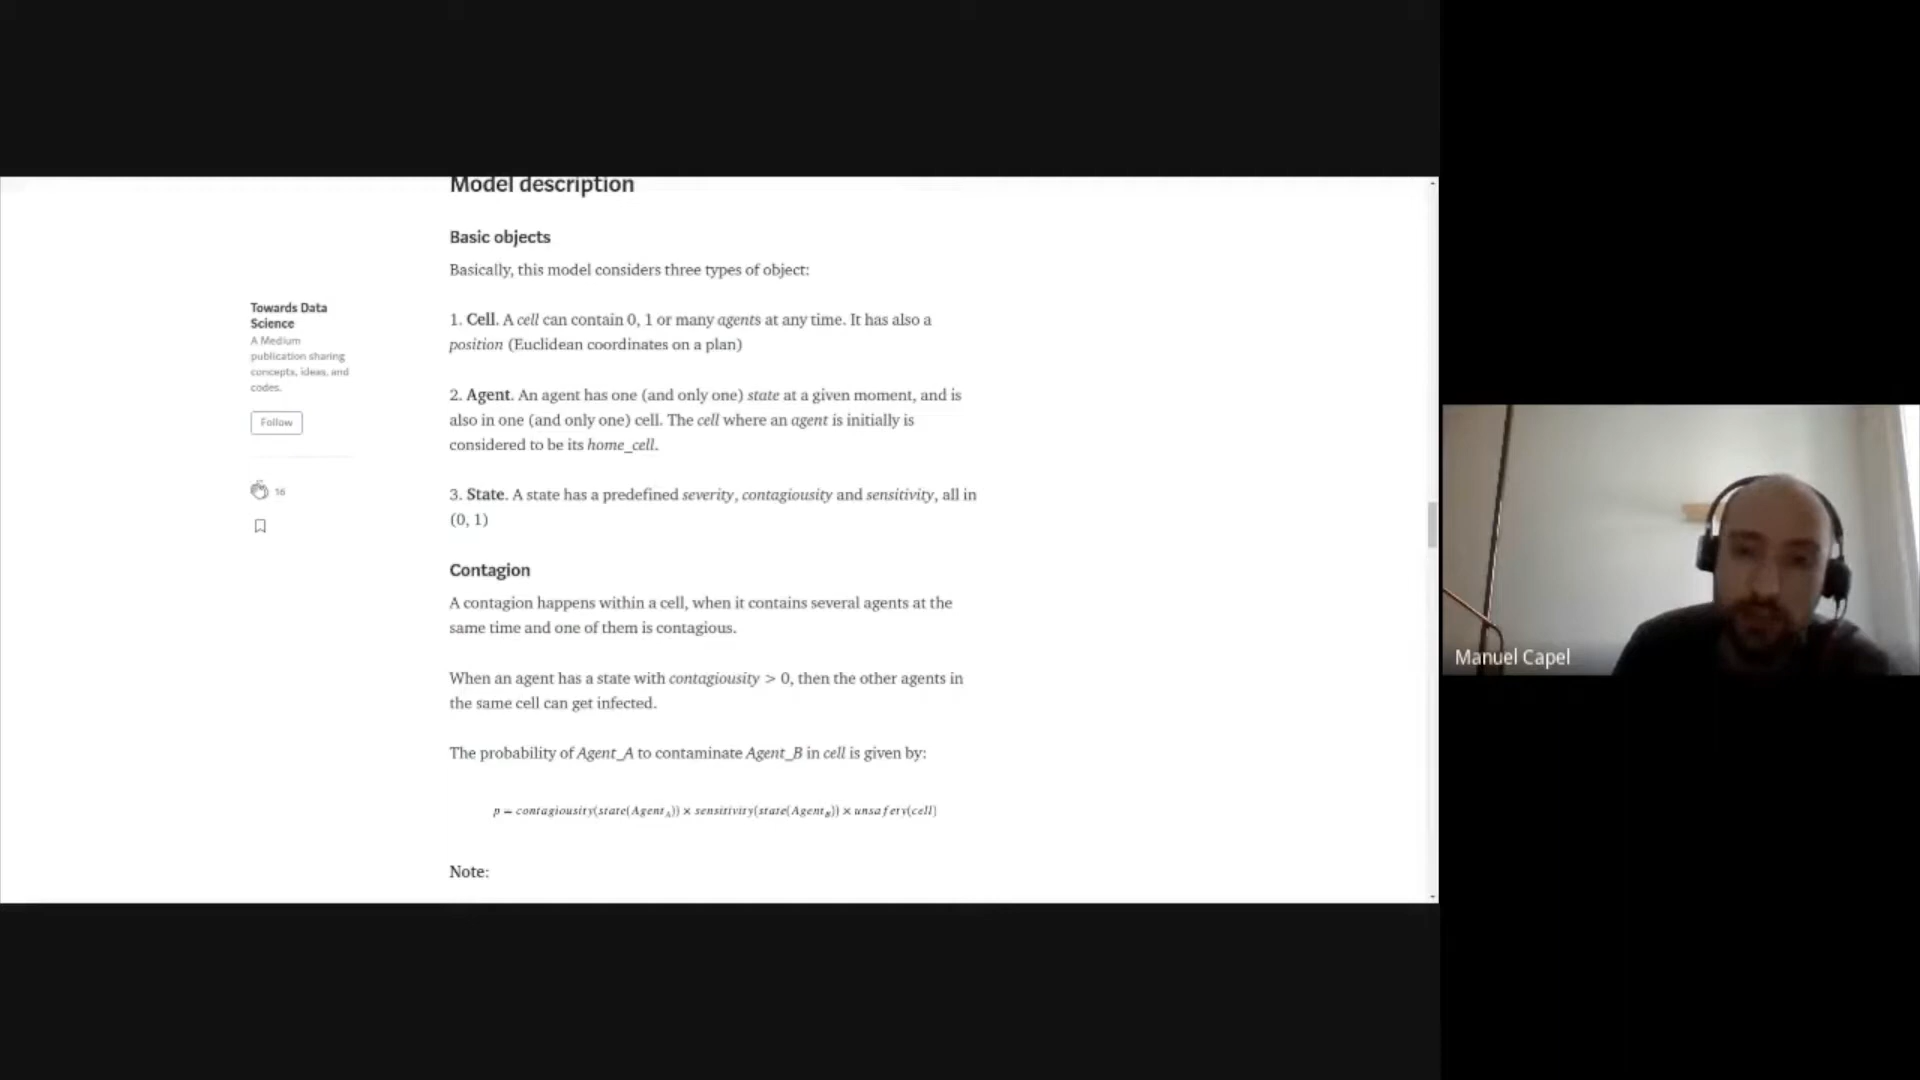 Model description
Basic objects
Basically, this model considers three types of object:
Towards Data
Science
A Medium
publication sharing
concepts, ideas, and
codes.
Follow
16
1. Cell. A cell can contain 0, 1 or many agents at any time. It has also a
position (Euclidean coordinates on a plan)
2. Agent. An agent has one (and only one) state at a given moment, and is
also in one (and only one) cell. The cell where an agent is initially is
considered to be its home_cell.
3. State. A state has a predefined severity, contagiousity and sensitivity, all in
(0, 1)
Contagion
A contagion happens within a cell, when it contains several agents at the
same time and one of them is contagious.
When an agent has a state with contagiousity > 0, then the other agents in
the same cell can get infected.
The probability of Agent_A to contaminate Agent_B in cell is given by:
p = contagiousity(state(Agent_A)) × sensitivity(state(Agent_B)) × unsafety(cell)
Note:
Manuel Capel